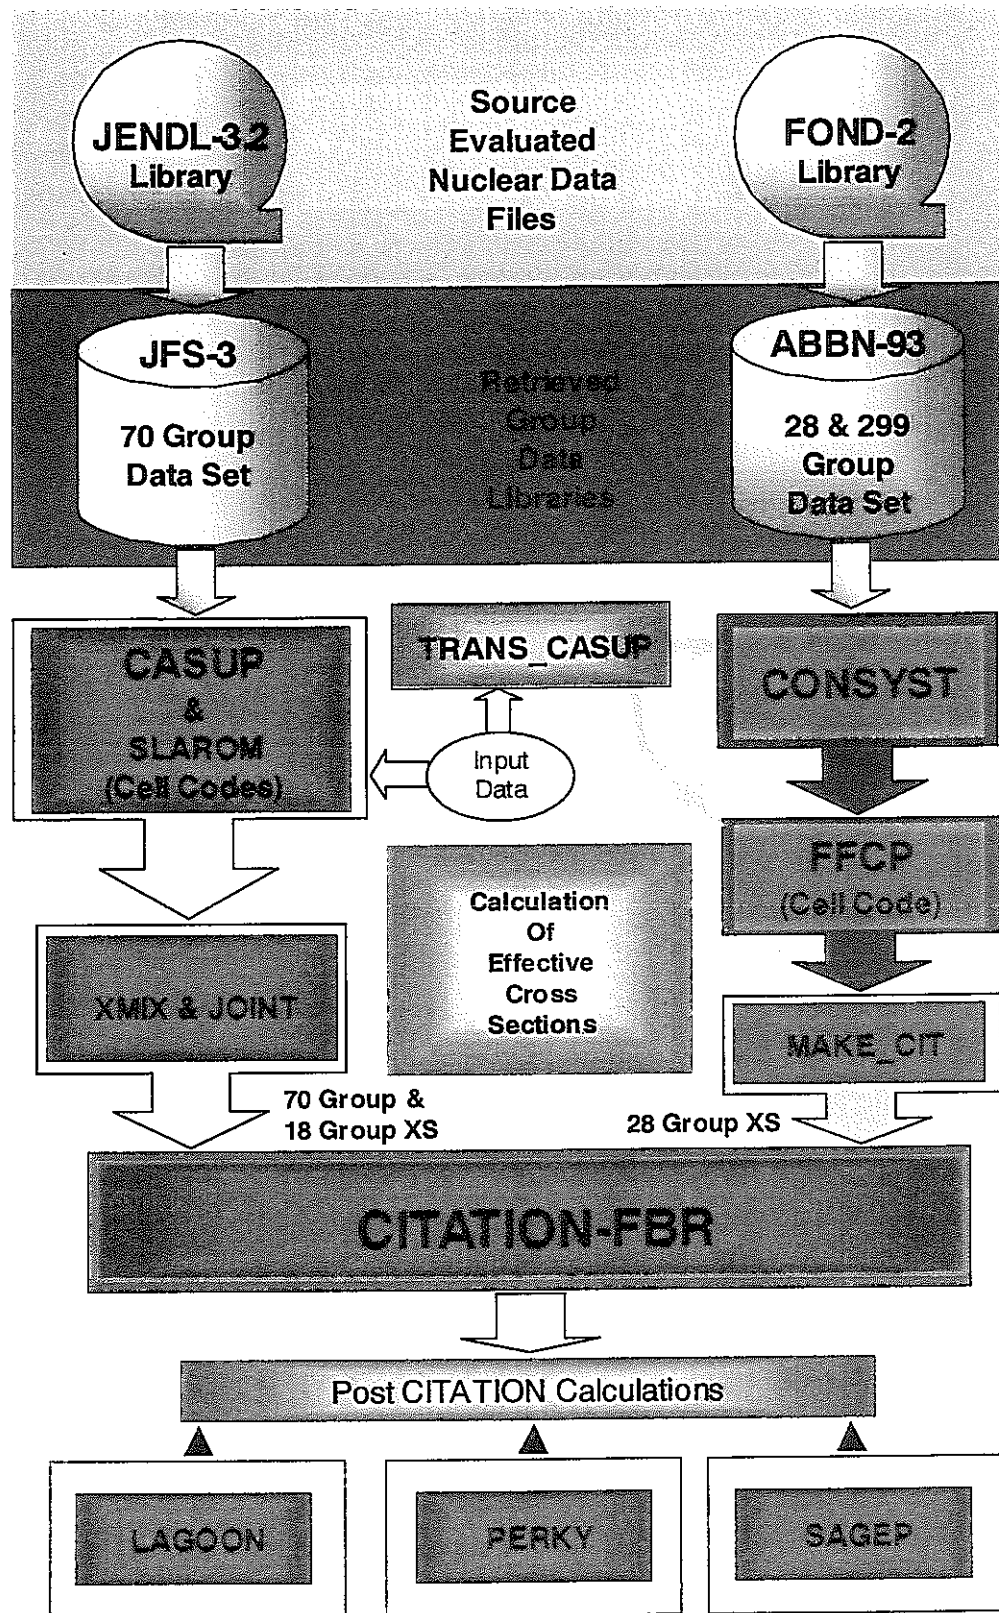 JENDL-3.2
Library
Source
Evaluated
Nuclear Data
Files
FOND-2
Library
JFS-3
70 Group
Data Set
Retrieved
Group
Data
Libraries
ABBN-93
28 & 299
Group
Data Set
CASUP
&
SLAROM
(Cell Codes)
TRANS_CASUP
Input
Data
CONSYST
FFCP
(Cell Code)
Calculation
Of
Effective
Cross
Sections
XMIX & JOINT
MAKE_CIT
70 Group &
18 Group XS
28 Group XS
CITATION-FBR
Post CITATION Calculations
LAGOON
PERKY
SAGEP